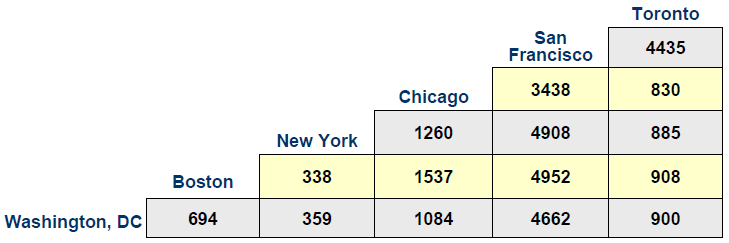 Toronto
San
Francisco
4435
Chicago
3438 830
New York
1260 4908 885
Boston
338 1537 4952 908
Washington, DC 694 359 1084 4662 900